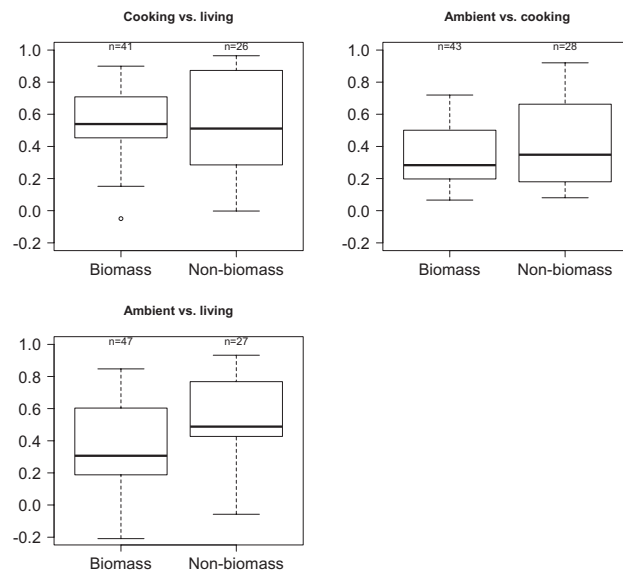 Cooking vs. living
n=41 n=26
1.0
0.8
0.6
0.4
0.2
0.0
-0.2
Biomass Non-biomass
Ambient vs. cooking
n=43 n=28
1.0
0.8
0.6
0.4
0.2
0.0
-0.2
Biomass Non-biomass
Ambient vs. living
n=47 n=27
1.0
0.8
0.6
0.4
0.2
0.0
-0.2
Biomass Non-biomass